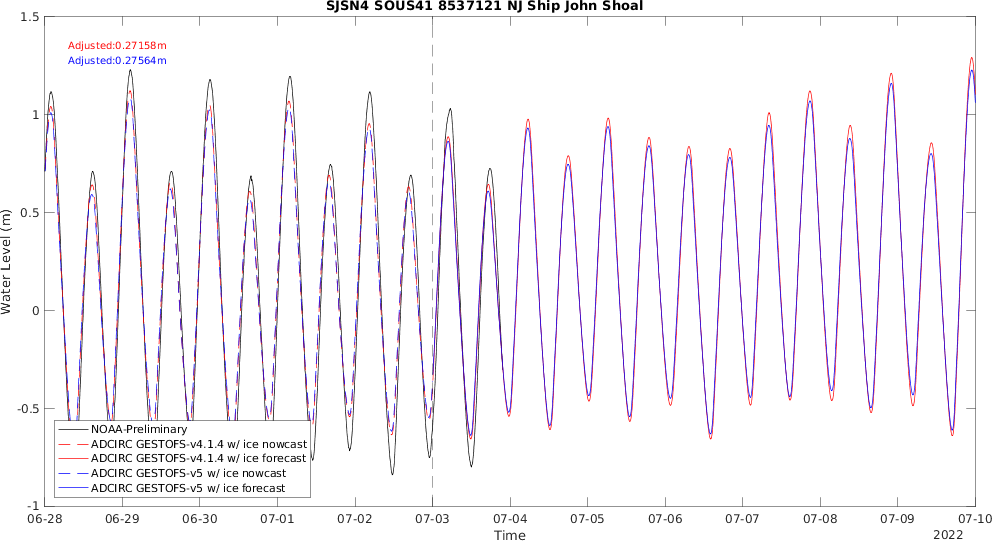 SJSN4 SOUS41 8537121 NJ Ship John Shoal
1.5
Adjusted:0.27158m
Adjusted:0.27564m
1
0.5
Water Level (m)
0
-0.5
NOAA-Preliminary
ADCIRC GESTOFS-v4.1.4 w/ ice nowcast
ADCIRC GESTOFS-v4.1.4 w/ ice forecast
ADCIRC GESTOFS-v5 w/ ice nowcast
ADCIRC GESTOFS-v5 w/ ice forecast
-1
06-28 06-29 06-30 07-01 07-02 07-03 07-04 07-05 07-06 07-07 07-08 07-09 07-10
Time
2022